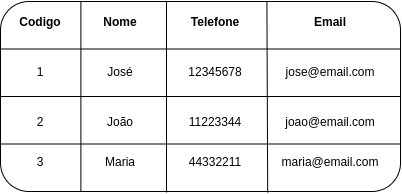 Codigo Nome Telefone Email
1 José 12345678 jose@email.com
2 João 11223344 joao@email.com
3 Maria 44332211 maria@email.com